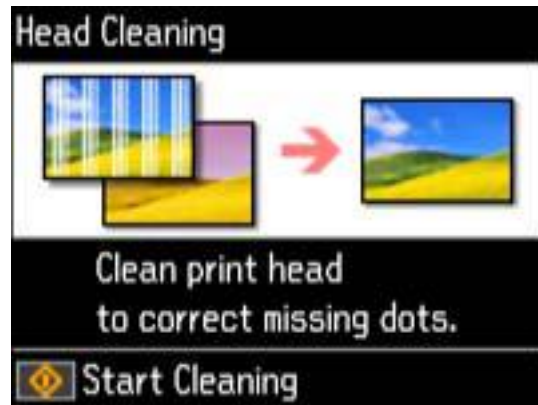 Head Cleaning
Clean print head
to correct missing dots.
Start Cleaning